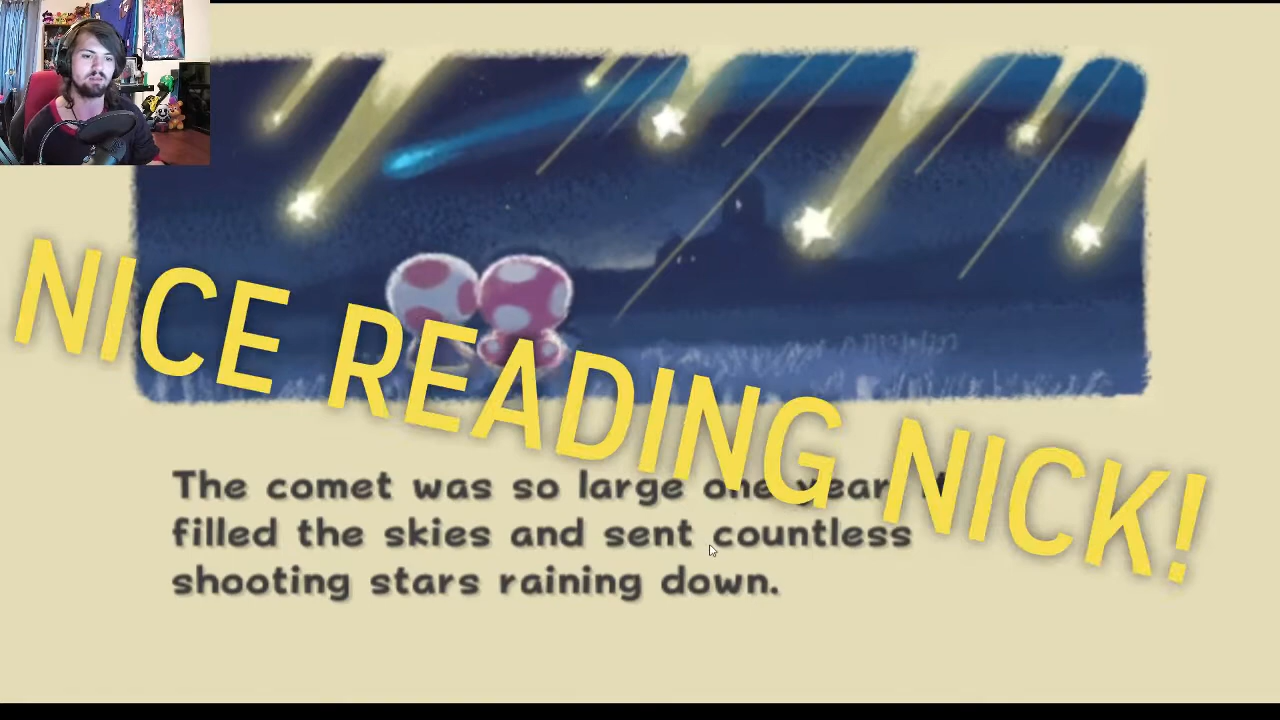 NICE READING NICK!
The comet was so large one year
filled the skies and sent countless
shooting stars raining down.